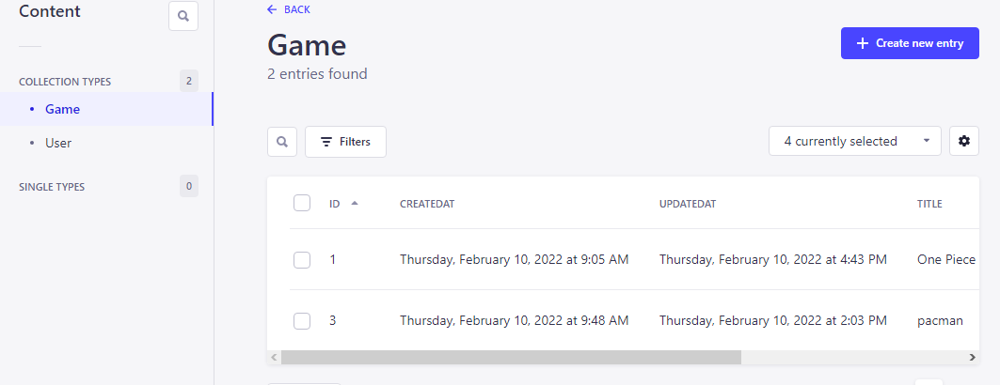 Content
COLLECTION TYPES 2
Game
User
SINGLE TYPES 0
BACK
Game
2 entries found
Create new entry
Filters
4 currently selected
ID CREATEDAT UPDATEDAT TITLE
1 Thursday, February 10, 2022 at 9:05 AM Thursday, February 10, 2022 at 4:43 PM One Piece
3 Thursday, February 10, 2022 at 9:48 AM Thursday, February 10, 2022 at 2:03 PM pacman